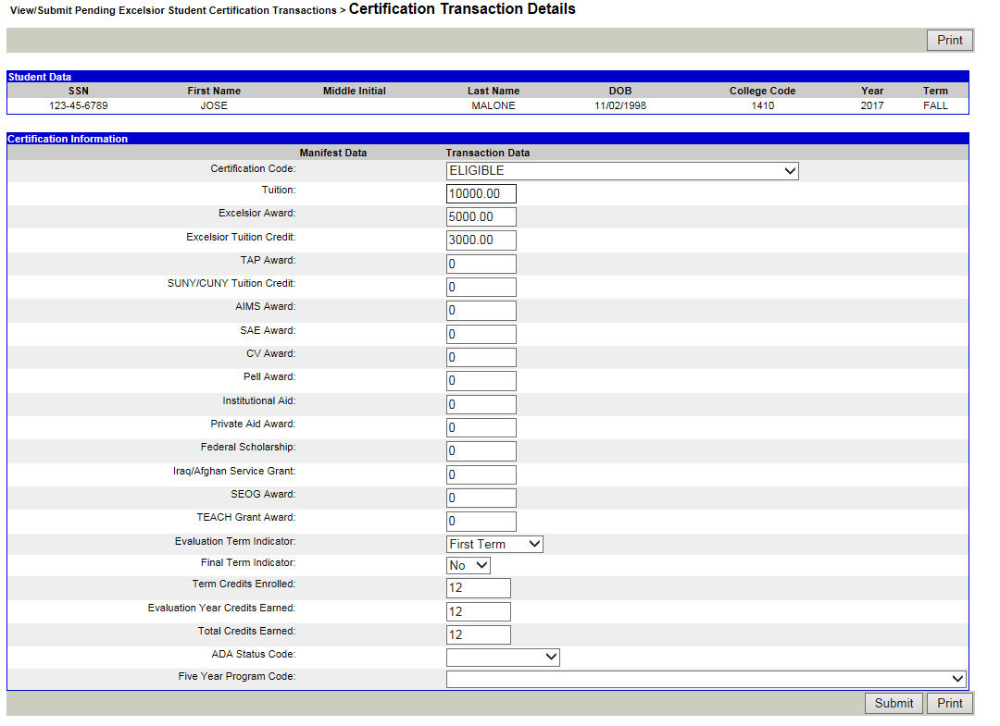 View/Submit Pending Excelsior Student Certification Transactions > Certification Transaction Details
Print
Student Data
SSN First Name Middle Initial Last Name DOB College Code Year Term
123-45-6789 JOSE MALONE 11/02/1998 1410 2017 FALL
Certification Information
Manifest Data Transaction Data
Certification Code: ELIGIBLE
Tuition: 10000.00
Excelsior Award: 5000.00
Excelsior Tuition Credit: 3000.00
TAP Award: 0
SUNY/CUNY Tuition Credit: 0
AIMS Award: 0
SAE Award: 0
CV Award: 0
Pell Award: 0
Institutional Aid: 0
Private Aid Award: 0
Federal Scholarship: 0
Iraq/Afghan Service Grant: 0
SEOG Award: 0
TEACH Grant Award: 0
Evaluation Term Indicator: First Term
Final Term Indicator: No
Term Credits Enrolled: 12
Evaluation Year Credits Earned: 12
Total Credits Earned: 12
ADA Status Code:
Five Year Program Code:
Submit Print